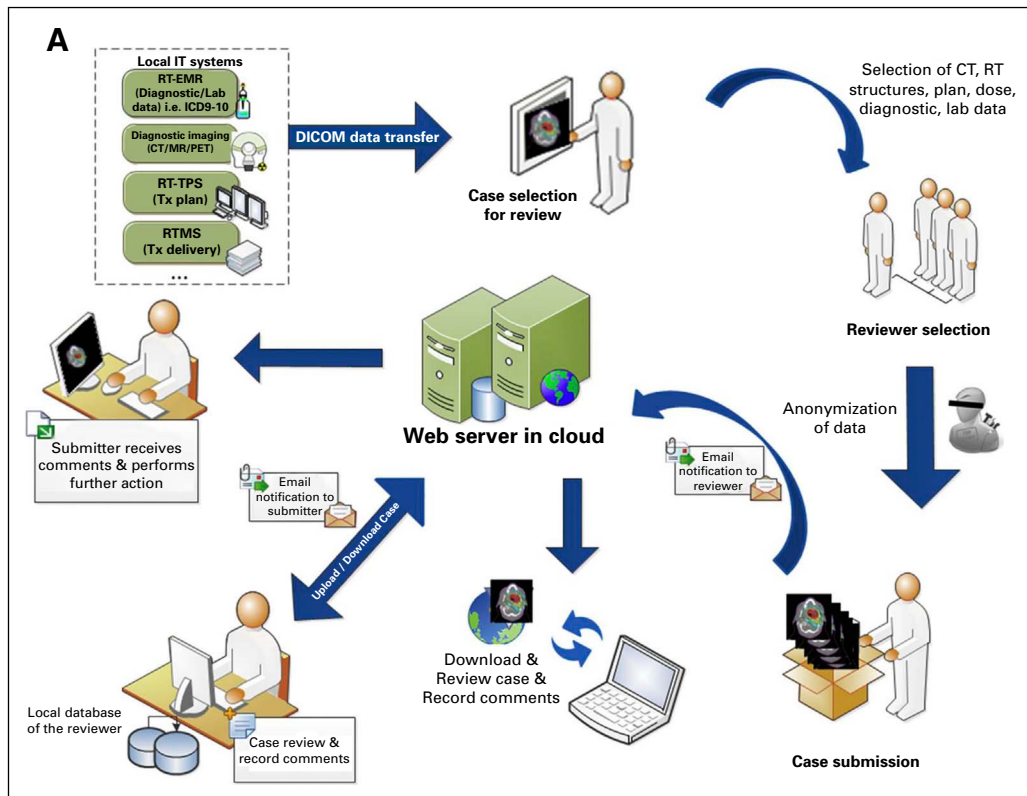 A
Local IT systems
RT-EMR
(Diagnostic/Lab
data) i.e. ICD9-10
Diagnostic imaging
(CT/MR/PET)
RT-TPS
(Tx plan)
RTMS
(Tx delivery)
...
DICOM data transfer
Case selection
for review
Selection of CT, RT
structures, plan, dose,
diagnostic, lab data
Reviewer selection
Anonymization
of data
Web server in cloud
Submitter receives
comments & performs
further action
Email
notification to
submitter
Email
notification to
reviewer
Upload / Download Case
Download &
Review case &
Record comments
Local database
of the reviewer
Case review &
record comments
Case submission